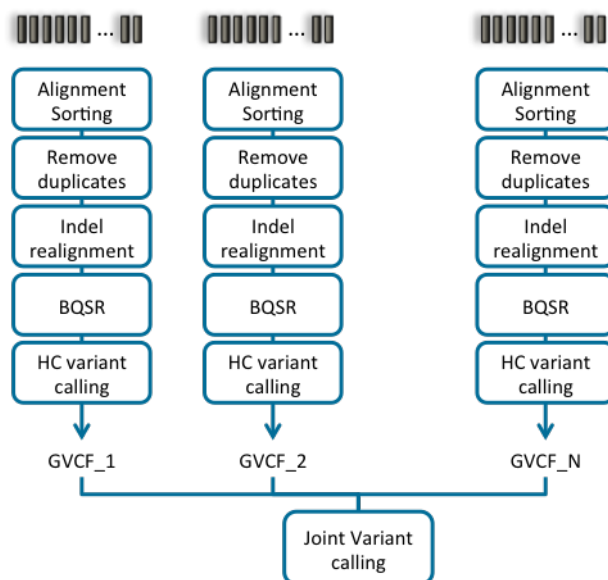 ...
...
...
Alignment
Sorting
Alignment
Sorting
Alignment
Sorting
Remove
duplicates
Remove
duplicates
Remove
duplicates
Indel
realignment
Indel
realignment
Indel
realignment
BQSR
BQSR
BQSR
HC variant
calling
HC variant
calling
HC variant
calling
GVCF_1
GVCF_2
GVCF_N
Joint Variant
calling